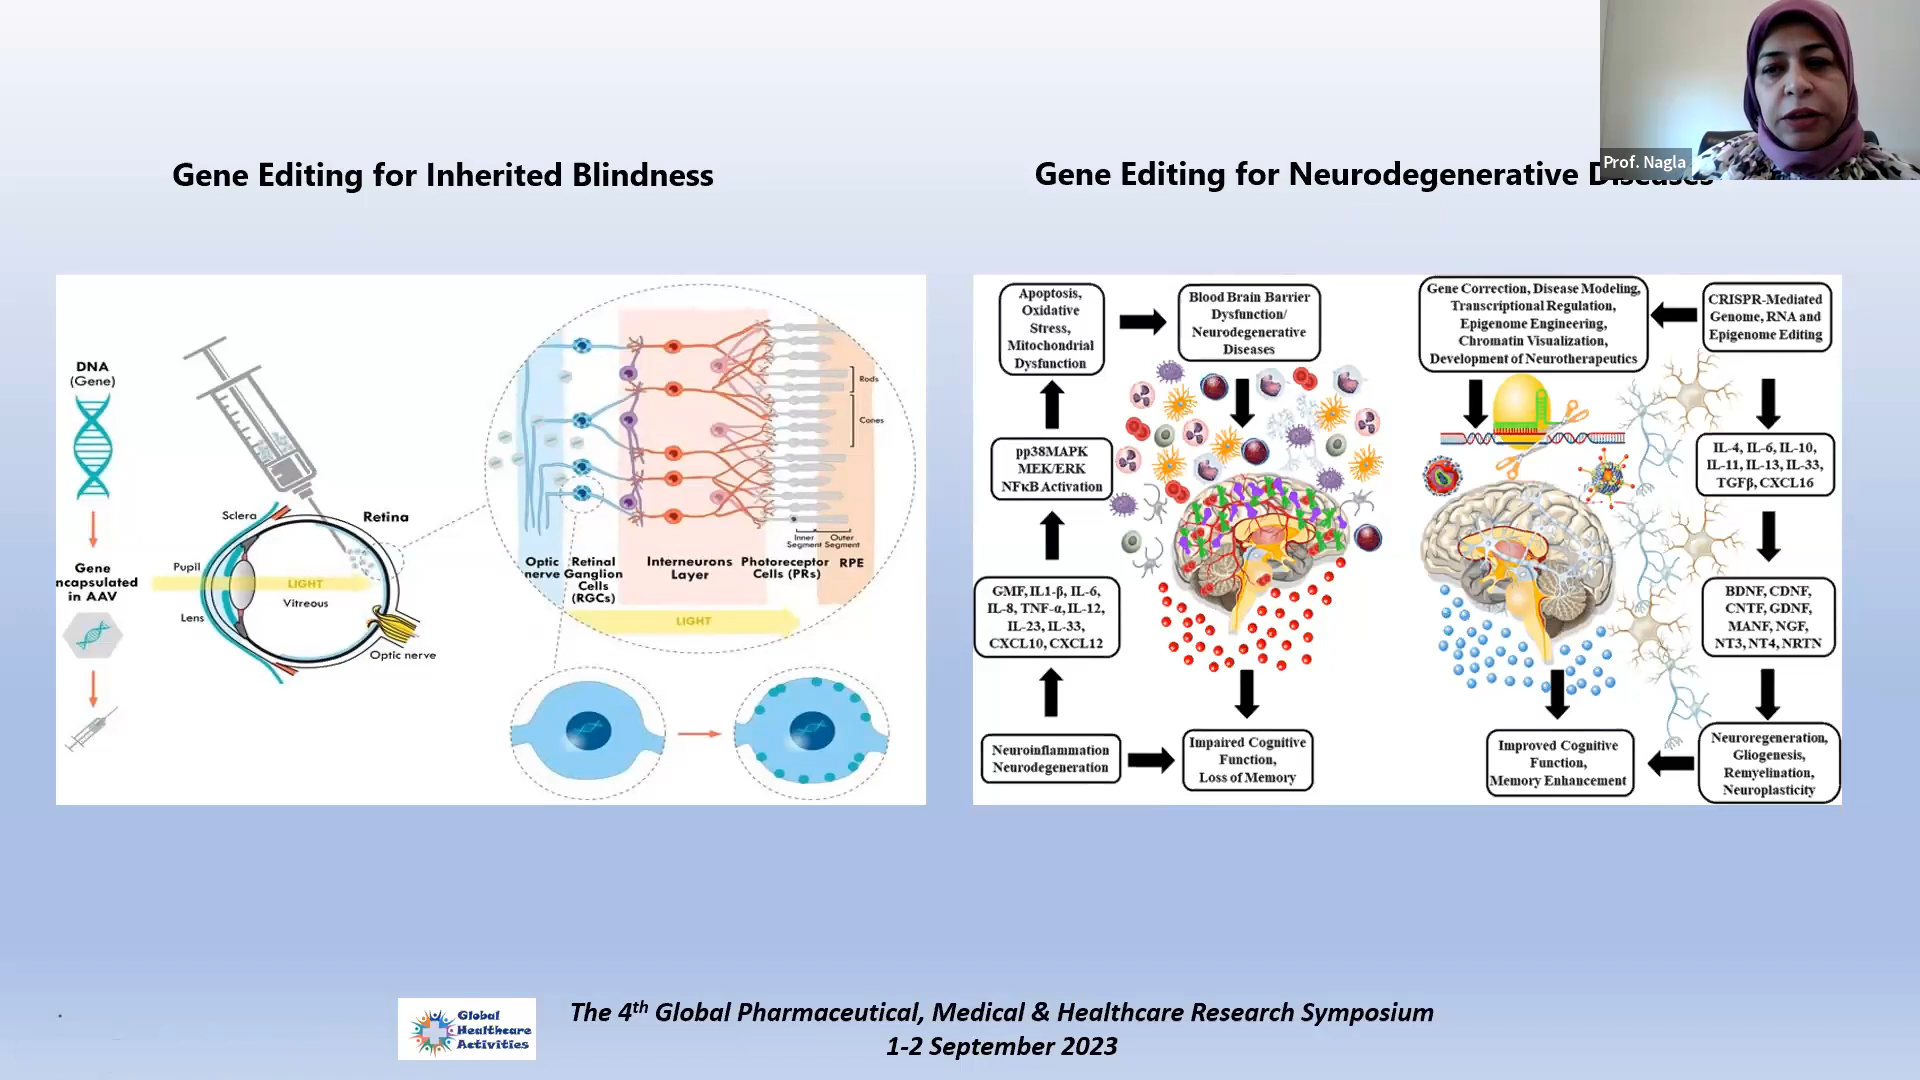 Prof. Nagla
Gene Editing for Inherited Blindness
Gene Editing for Neurodegenerative Diseases
DNA
(Gene)
Gene
ncapsulated
in AAV
Sclera
Retina
Pupil
LIGHT
Vitreous
Lens
Optic nerve
Rods
Cones
Inner
Segment
Outer
Segment
Optic
nerve
Retinal
Ganglion
Cells
(RGCs)
Interneurons
Layer
Photoreceptor
Cells (PRs)
RPE
LIGHT
Apoptosis,
Oxidative
Stress,
Mitochondrial
Dysfunction
Blood Brain Barrier
Dysfunction/
Neurodegenerative
Diseases
pp38MAPK
MEK/ERK
NFκB Activation
GMF, IL1-β, IL-6,
IL-8, TNF-α, IL-12,
IL-23, IL-33,
CXCL10, CXCL12
Neuroinflammation
Neurodegeneration
Impaired Cognitive
Function,
Loss of Memory
Gene Correction, Disease Modeling,
Transcriptional Regulation,
Epigenome Engineering,
Chromatin Visualization,
Development of Neurotherapeutics
CRISPR-Mediated
Genome, RNA and
Epigenome Editing
IL-4, IL-6, IL-10,
IL-11, IL-13, IL-33,
TGFβ, CXCL16
BDNF, CDNF,
CNTF, GDNF,
MANF, NGF,
NT3, NT4, NRTN
Improved Cognitive
Function,
Memory Enhancement
Neuroregeneration,
Gliogenesis,
Remyelination,
Neuroplasticity
Global
Healthcare
Activities
The 4th Global Pharmaceutical, Medical & Healthcare Research Symposium
1-2 September 2023